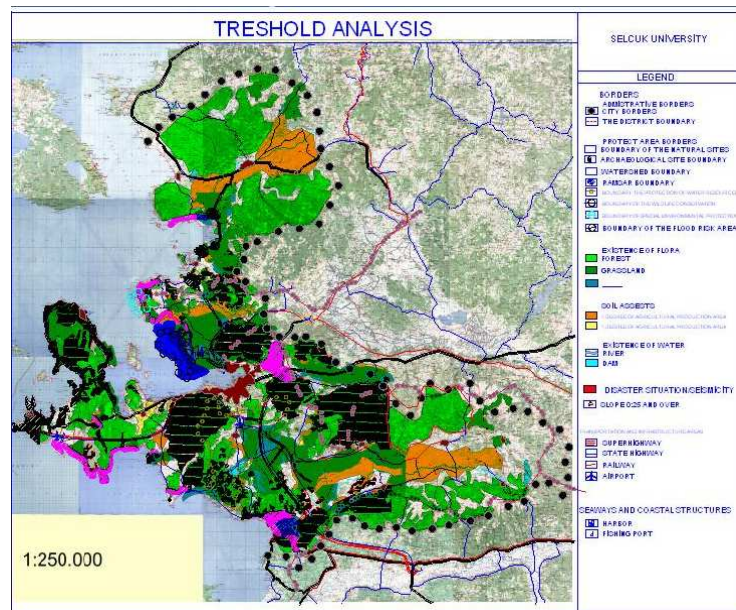 TRESHOLD ANALYSIS
SELCUK UNIVERSITY
LEGEND
BORDERS
ADMISTRATIVE BORDERS
CITY BORDERS
THE DISTRICT BOUNDARY
PROTECT AREA BORDERS
BOUNDARY OF THE NATURAL SITES
ARCHAEOLOGICAL SITE BOUNDARY
WATERSHED BOUNDARY
RAMSAR BOUNDARY
BOUNDARY OF THE FLOOD RISK AREA
EXISTENCE OF FLORA
FOREST
GRASSLAND
SOIL ASSESTS
EXISTENCE OF WATER
RIVER
DAM
DISASTER SITUATION/SEISMICITY
SLOPE 0:25 AND OVER
SUPERHIGHWAY
STATE HIGHWAY
RAILWAY
AIRPORT
SEAWAYS AND COASTAL STRUCTURES
HARBOR
FISHING PORT
1:250.000